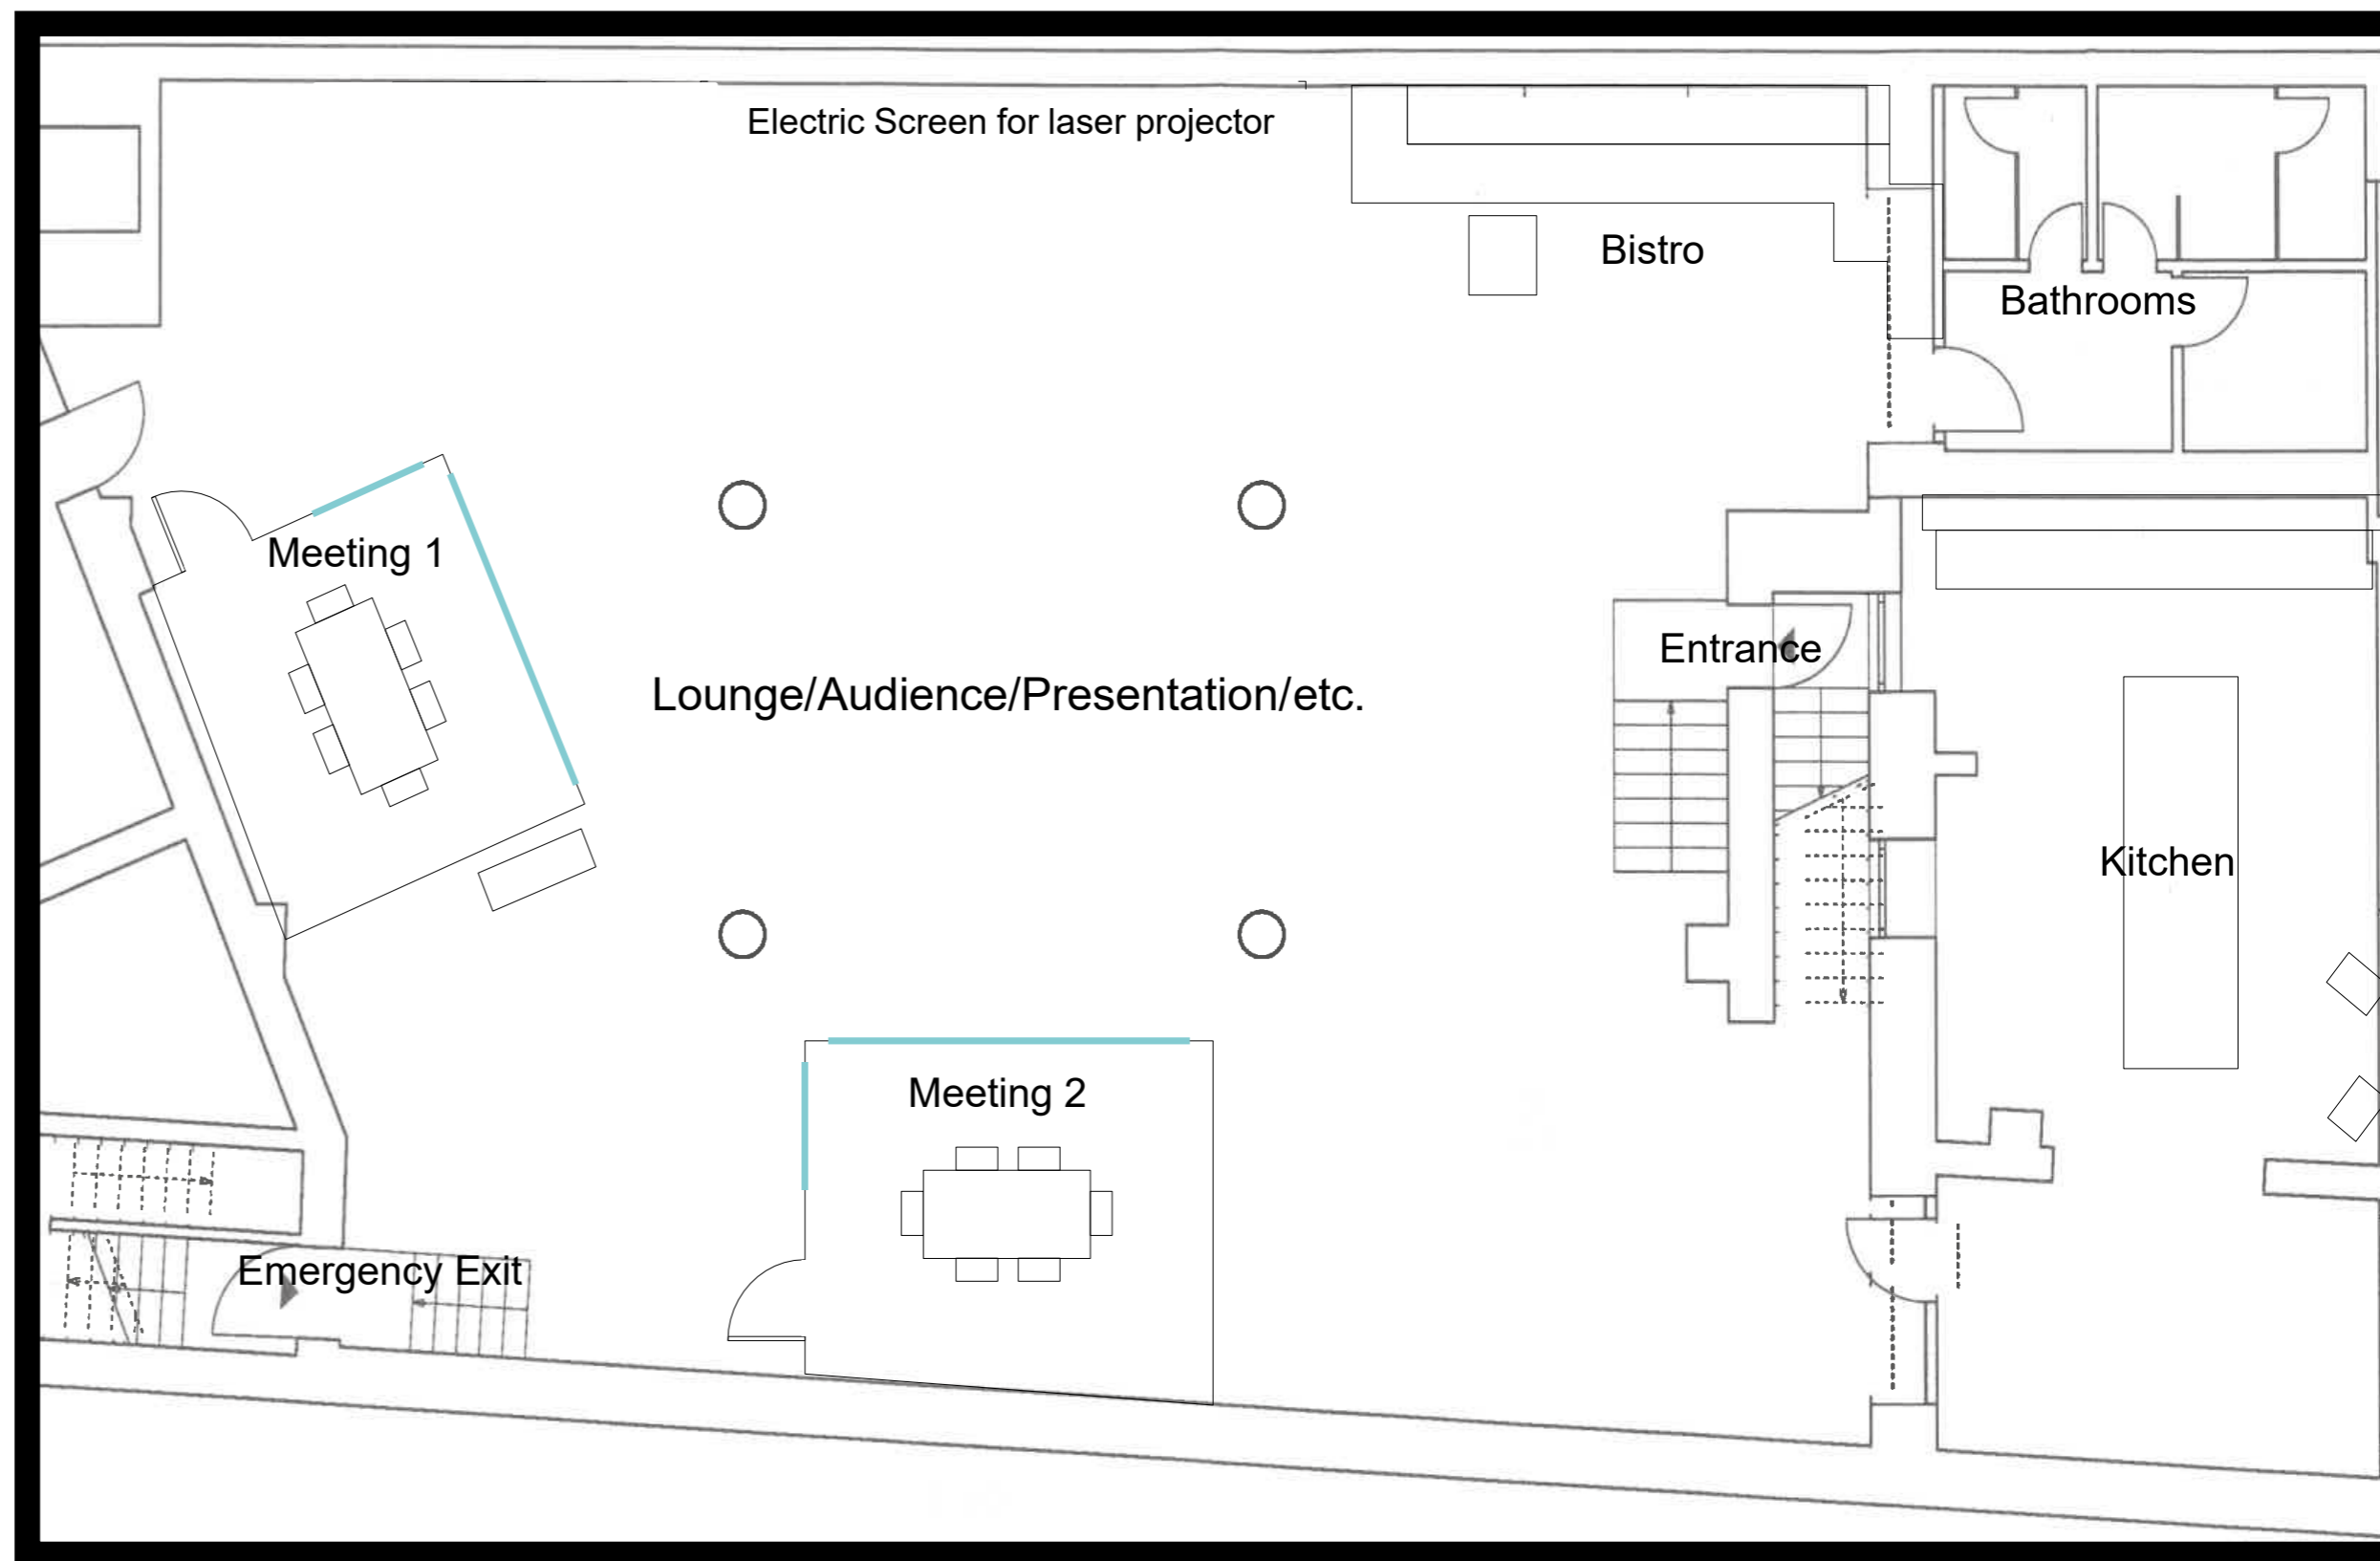 Electric Screen for laser projector
Bistro
Bathrooms
Meeting 1
Entrance
Lounge/Audience/Presentation/etc.
Kitchen
Meeting 2
Emergency Exit